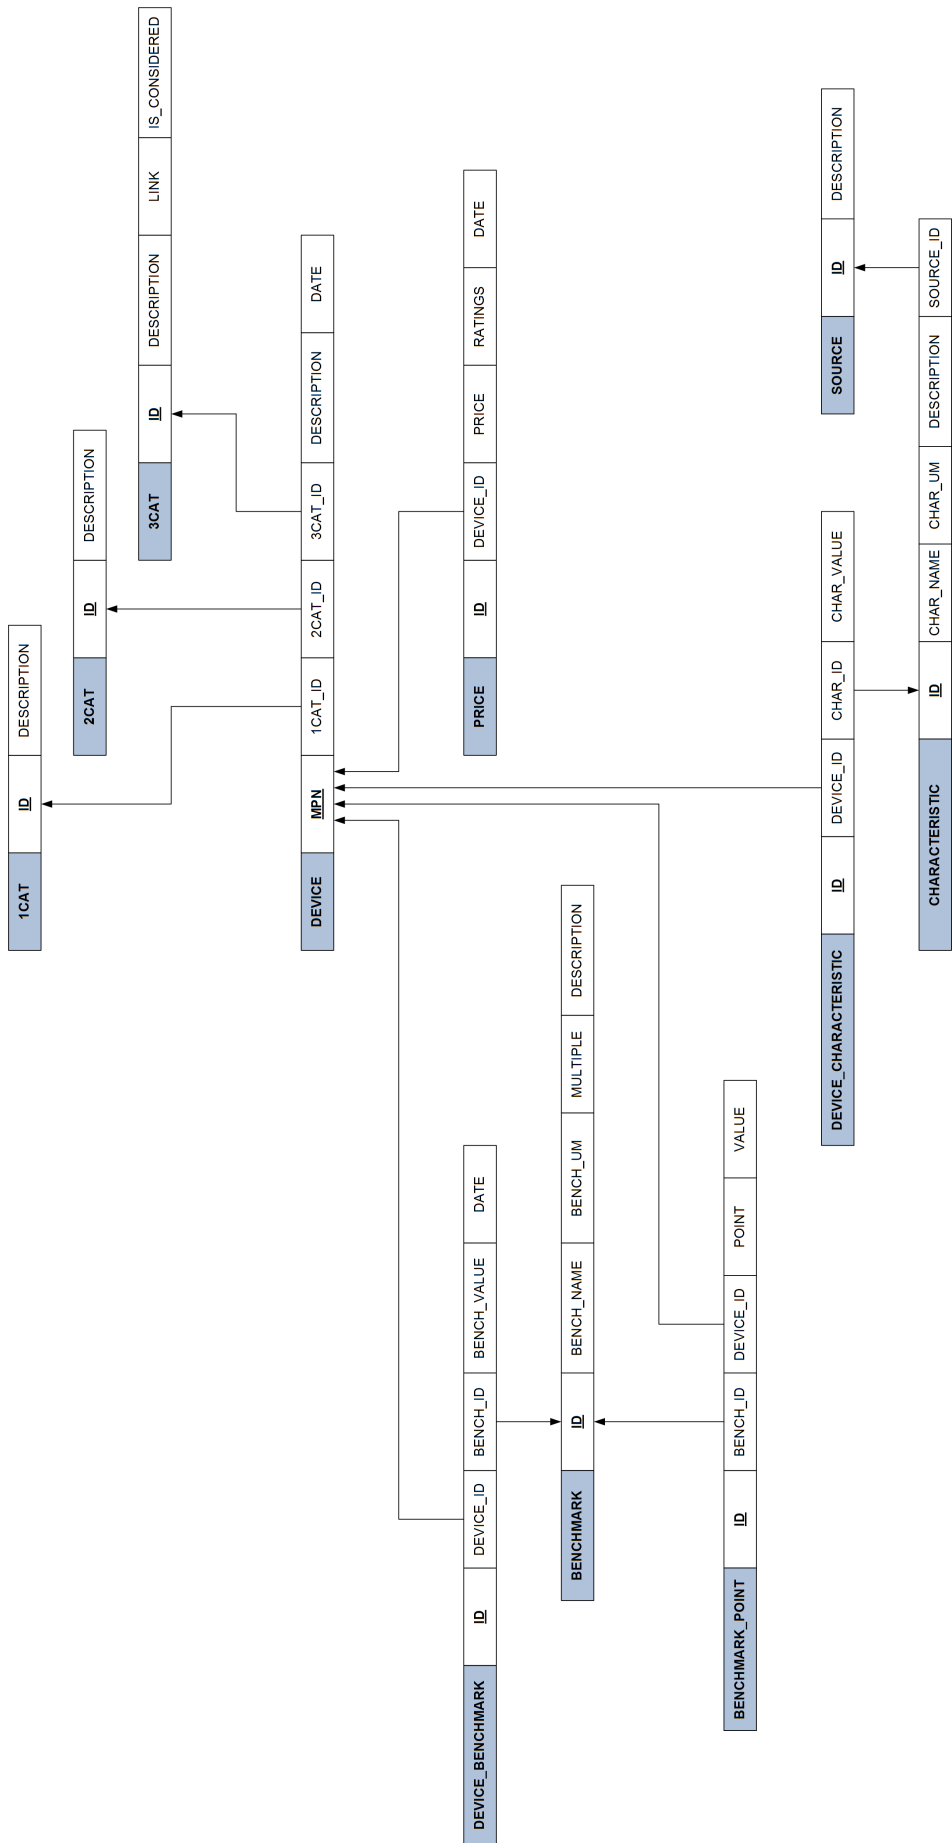 1CAT ID DESCRIPTION
2CAT ID DESCRIPTION
3CAT ID DESCRIPTION LINK IS_CONSIDERED
DEVICE MPN 1CAT_ID 2CAT_ID 3CAT_ID DESCRIPTION DATE
DEVICE_BENCHMARK ID DEVICE_ID BENCH_ID BENCH_VALUE DATE
PRICE ID DEVICE_ID PRICE RATINGS DATE
BENCHMARK ID BENCH_NAME BENCH_UM MULTIPLE DESCRIPTION
BENCHMARK_POINT ID BENCH_ID DEVICE_ID POINT VALUE
DEVICE_CHARACTERISTIC ID DEVICE_ID CHAR_ID CHAR_VALUE
SOURCE ID DESCRIPTION
CHARACTERISTIC ID CHAR_NAME CHAR_UM DESCRIPTION SOURCE_ID